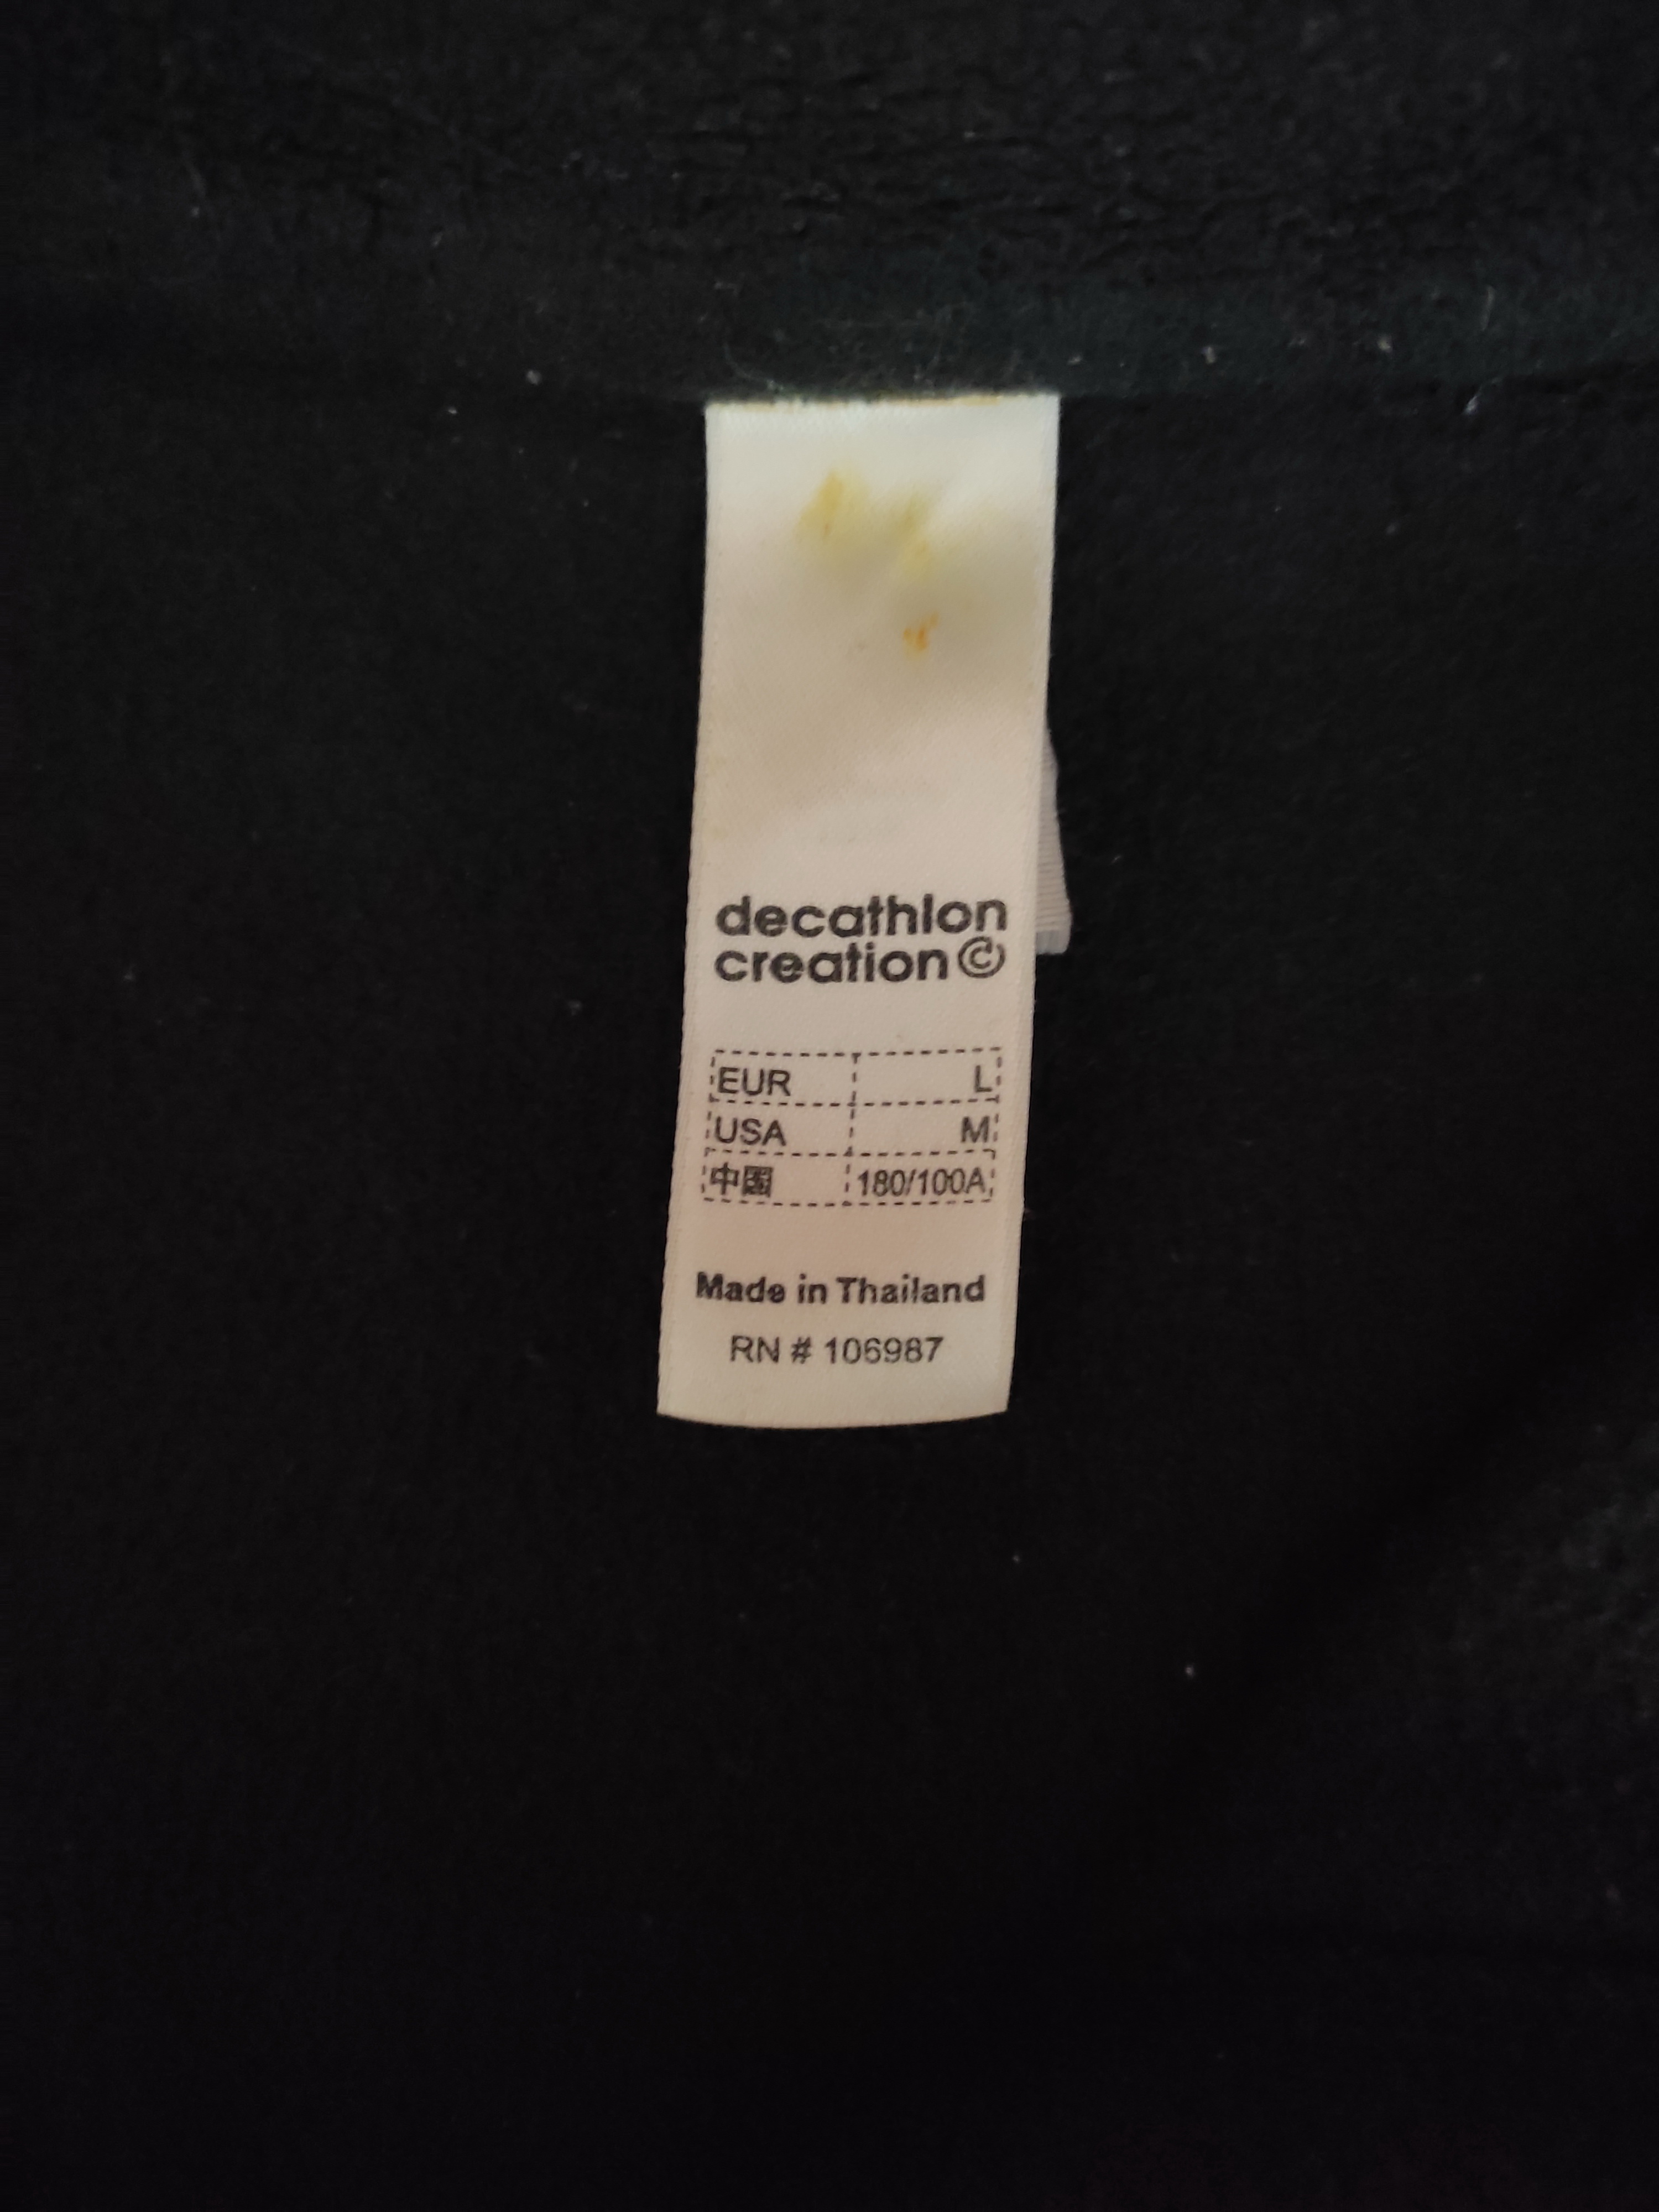 decathlon
creation©
EUR L
USA M
中國 180/100A
Made in Thailand
RN # 106987